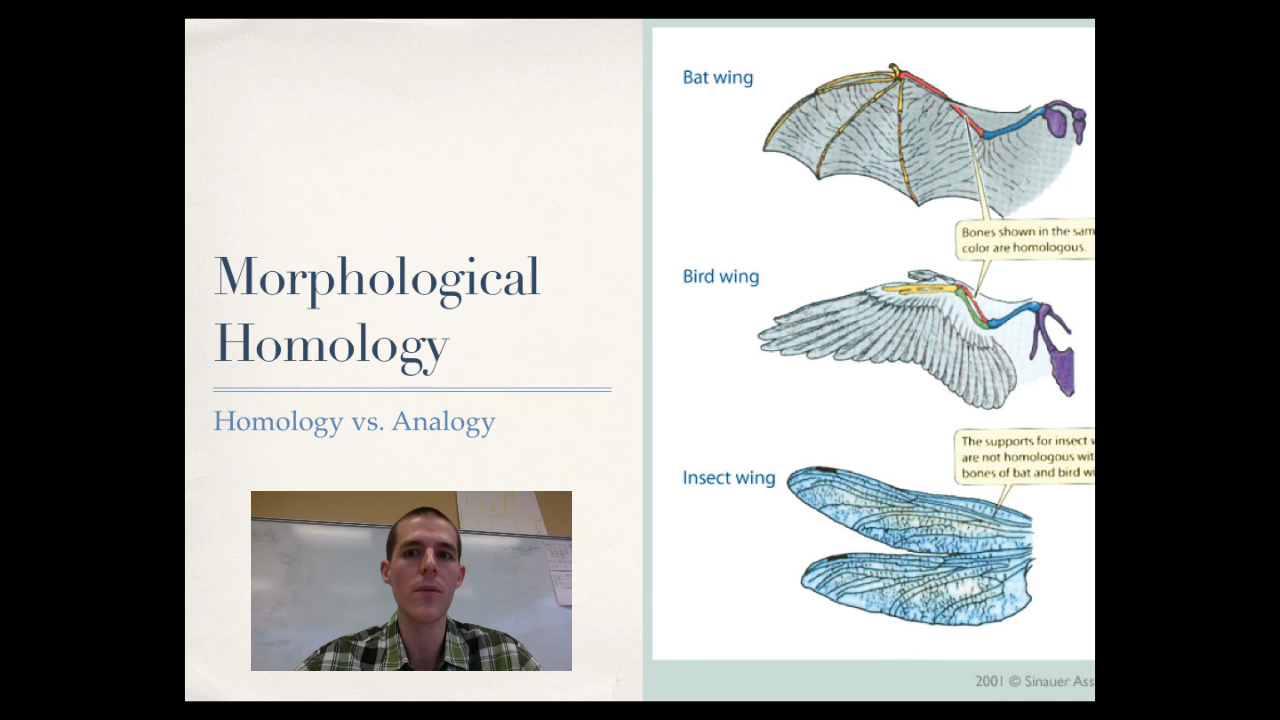 Morphological
Homology
Homology vs. Analogy
Bat wing
Bones shown in the sam
color are homologous.
Bird wing
The supports for insect w
are not homologous wit
bones of bat and bird wi
Insect wing
2001 © Sinauer Ass